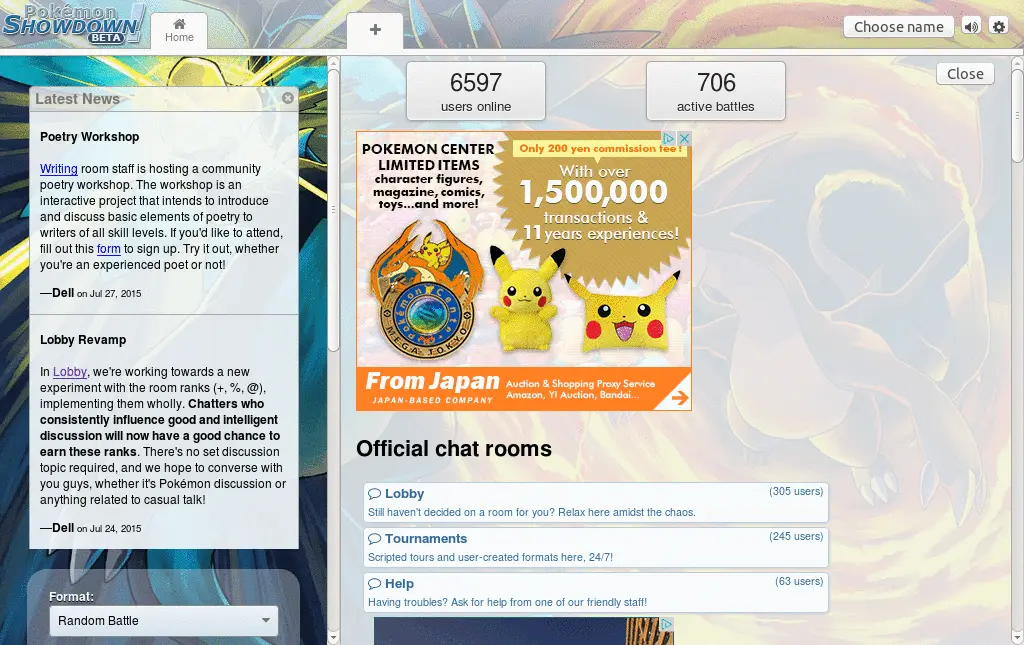 Pokémon
SHOWDOWN!
BETA
Home
+
Choose name
Latest News
Poetry Workshop
Writing room staff is hosting a community
poetry workshop. The workshop is an
interactive project that intends to introduce
and discuss basic elements of poetry to
writers of all skill levels. If you'd like to attend,
fill out this form to sign up. Try it out, whether
you're an experienced poet or not!
—Dell on Jul 27, 2015
Lobby Revamp
In Lobby, we're working towards a new
experiment with the room ranks (+, %, @),
implementing them wholly. Chatters who
consistently influence good and intelligent
discussion will now have a good chance to
earn these ranks. There's no set discussion
topic required, and we hope to converse with
you guys, whether it's Pokémon discussion or
anything related to casual talk!
—Dell on Jul 24, 2015
Format:
Random Battle
6597
users online
706
active battles
Close
POKEMON CENTER
LIMITED ITEMS
character figures,
magazine, comics,
toys...and more!
Only 200 yen commission fee!
With over
1,500,000
transactions &
11 years experiences!
Pokémon Center
MEGA TOKYO
From Japan
JAPAN-BASED COMPANY
Auction & Shopping Proxy Service
Amazon, Y! Auction, Bandai...
Official chat rooms
Lobby
(305 users)
Still haven't decided on a room for you? Relax here amidst the chaos.
Tournaments
(245 users)
Scripted tours and user-created formats here, 24/7!
Help
(63 users)
Having troubles? Ask for help from one of our friendly staff!